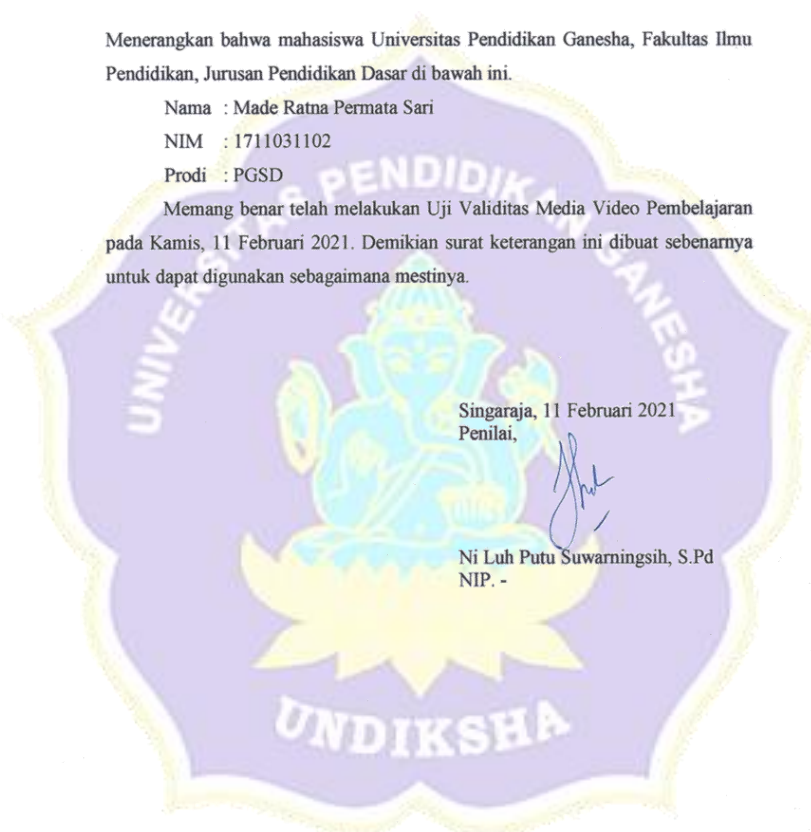 Menerangkan bahwa mahasiswa Universitas Pendidikan Ganesha, Fakultas Ilmu
Pendidikan, Jurusan Pendidikan Dasar di bawah ini.
Nama : Made Ratna Permata Sari
NIM : 1711031102
Prodi : PGSD
Memang benar telah melakukan Uji Validitas Media Video Pembelajaran
pada Kamis, 11 Februari 2021. Demikian surat keterangan ini dibuat sebenarnya
untuk dapat digunakan sebagaimana mestinya.
Singaraja, 11 Februari 2021
Penilai,
Ni Luh Putu Suwarningsih, S.Pd
NIP. -
UNIVERSITAS PENDIDIKAN GANESHA
UNDIKSHA